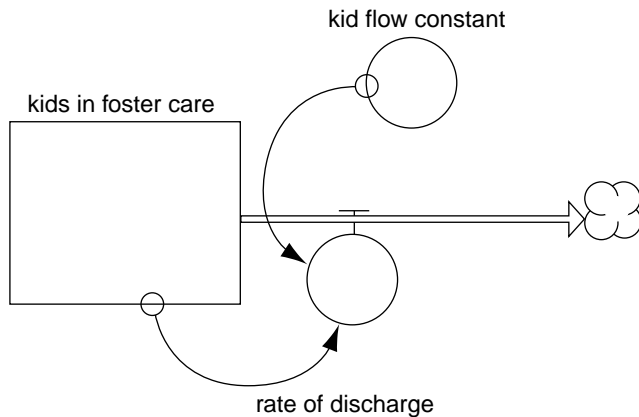 kid flow constant
kids in foster care
rate of discharge